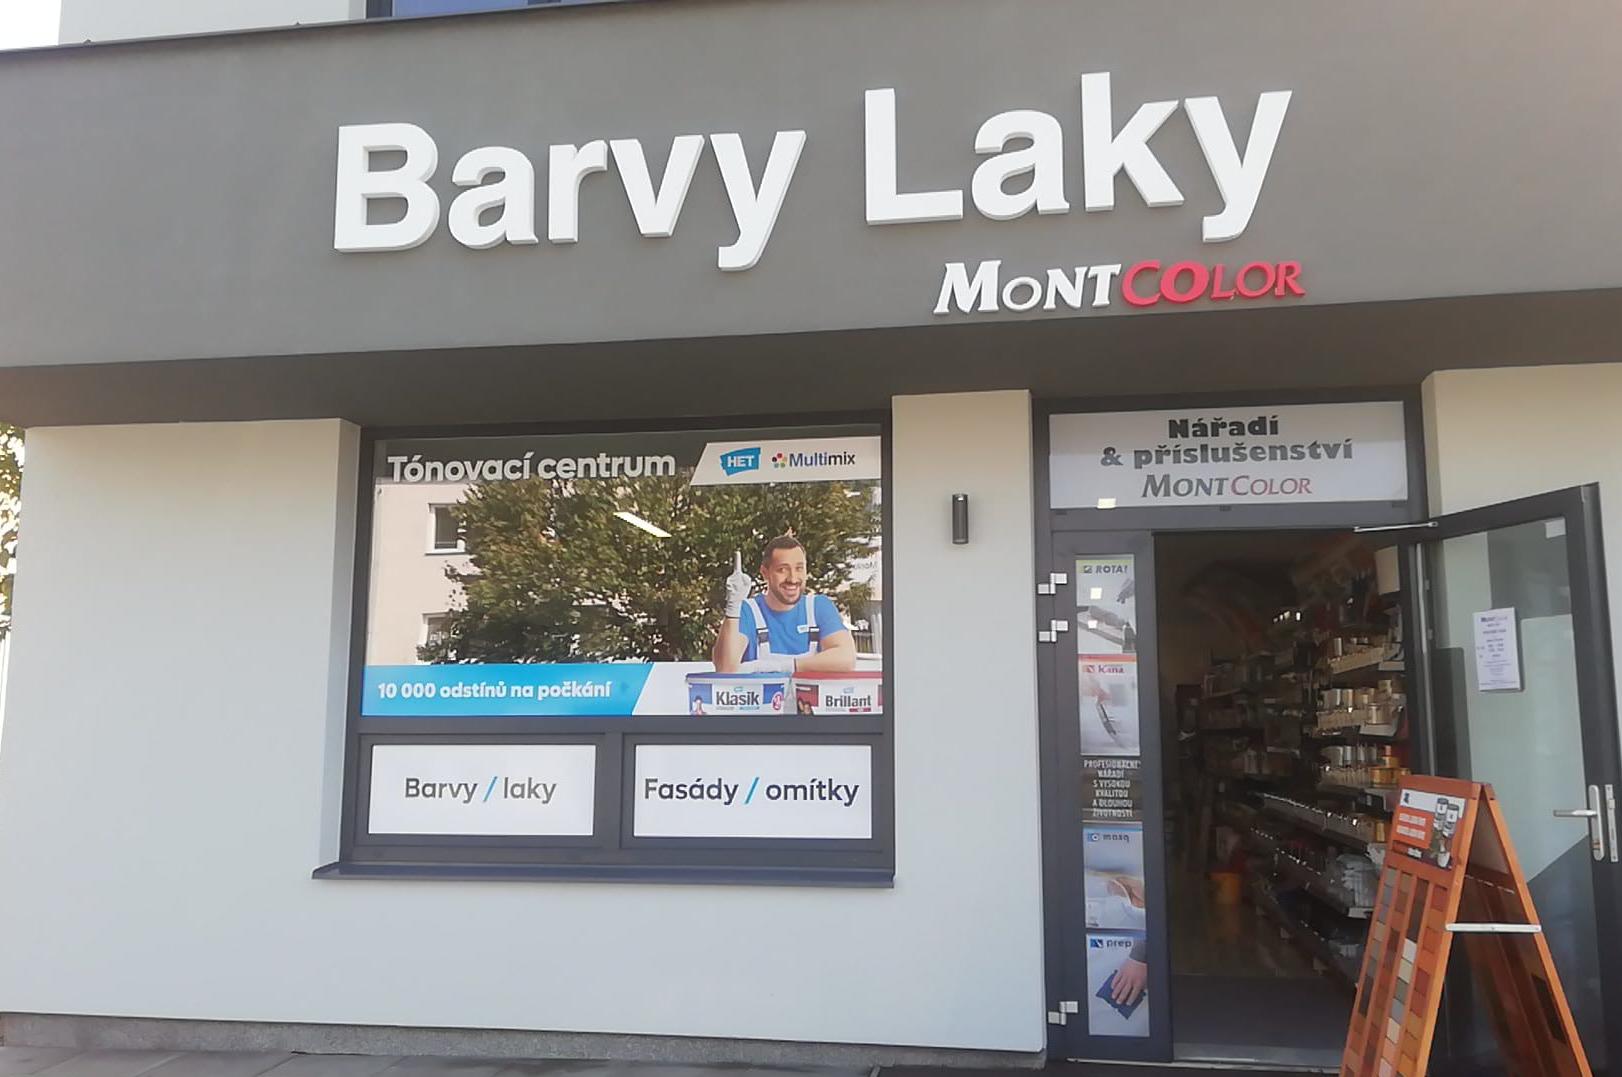 Barvy Laky
MONTCOLOR
Tónovací centrum
HET Multimix
10 000 odstínů na počkání
Klasik
Brillant
Barvy / laky
Fasády / omítky
Nářadí
& příslušenství
MONTCOLOR
ROTA!
Kana
PROFESIONÁLNÍ
NÁŘADÍ
S VYSOKOU
KVALITOU
A DLOUHOU
ŽIVOTNOSTÍ
masq
prep